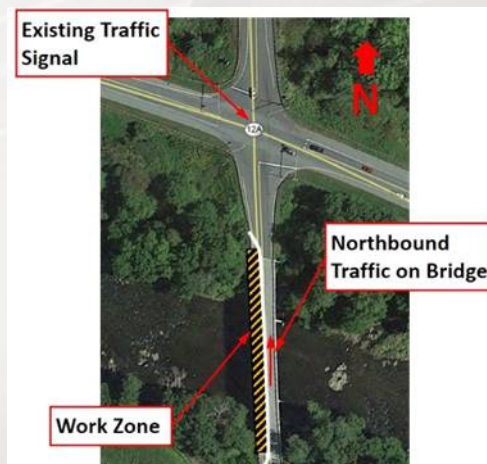 Existing Traffic
Signal
N
12A
Northbound
Traffic on Bridge
Work Zone